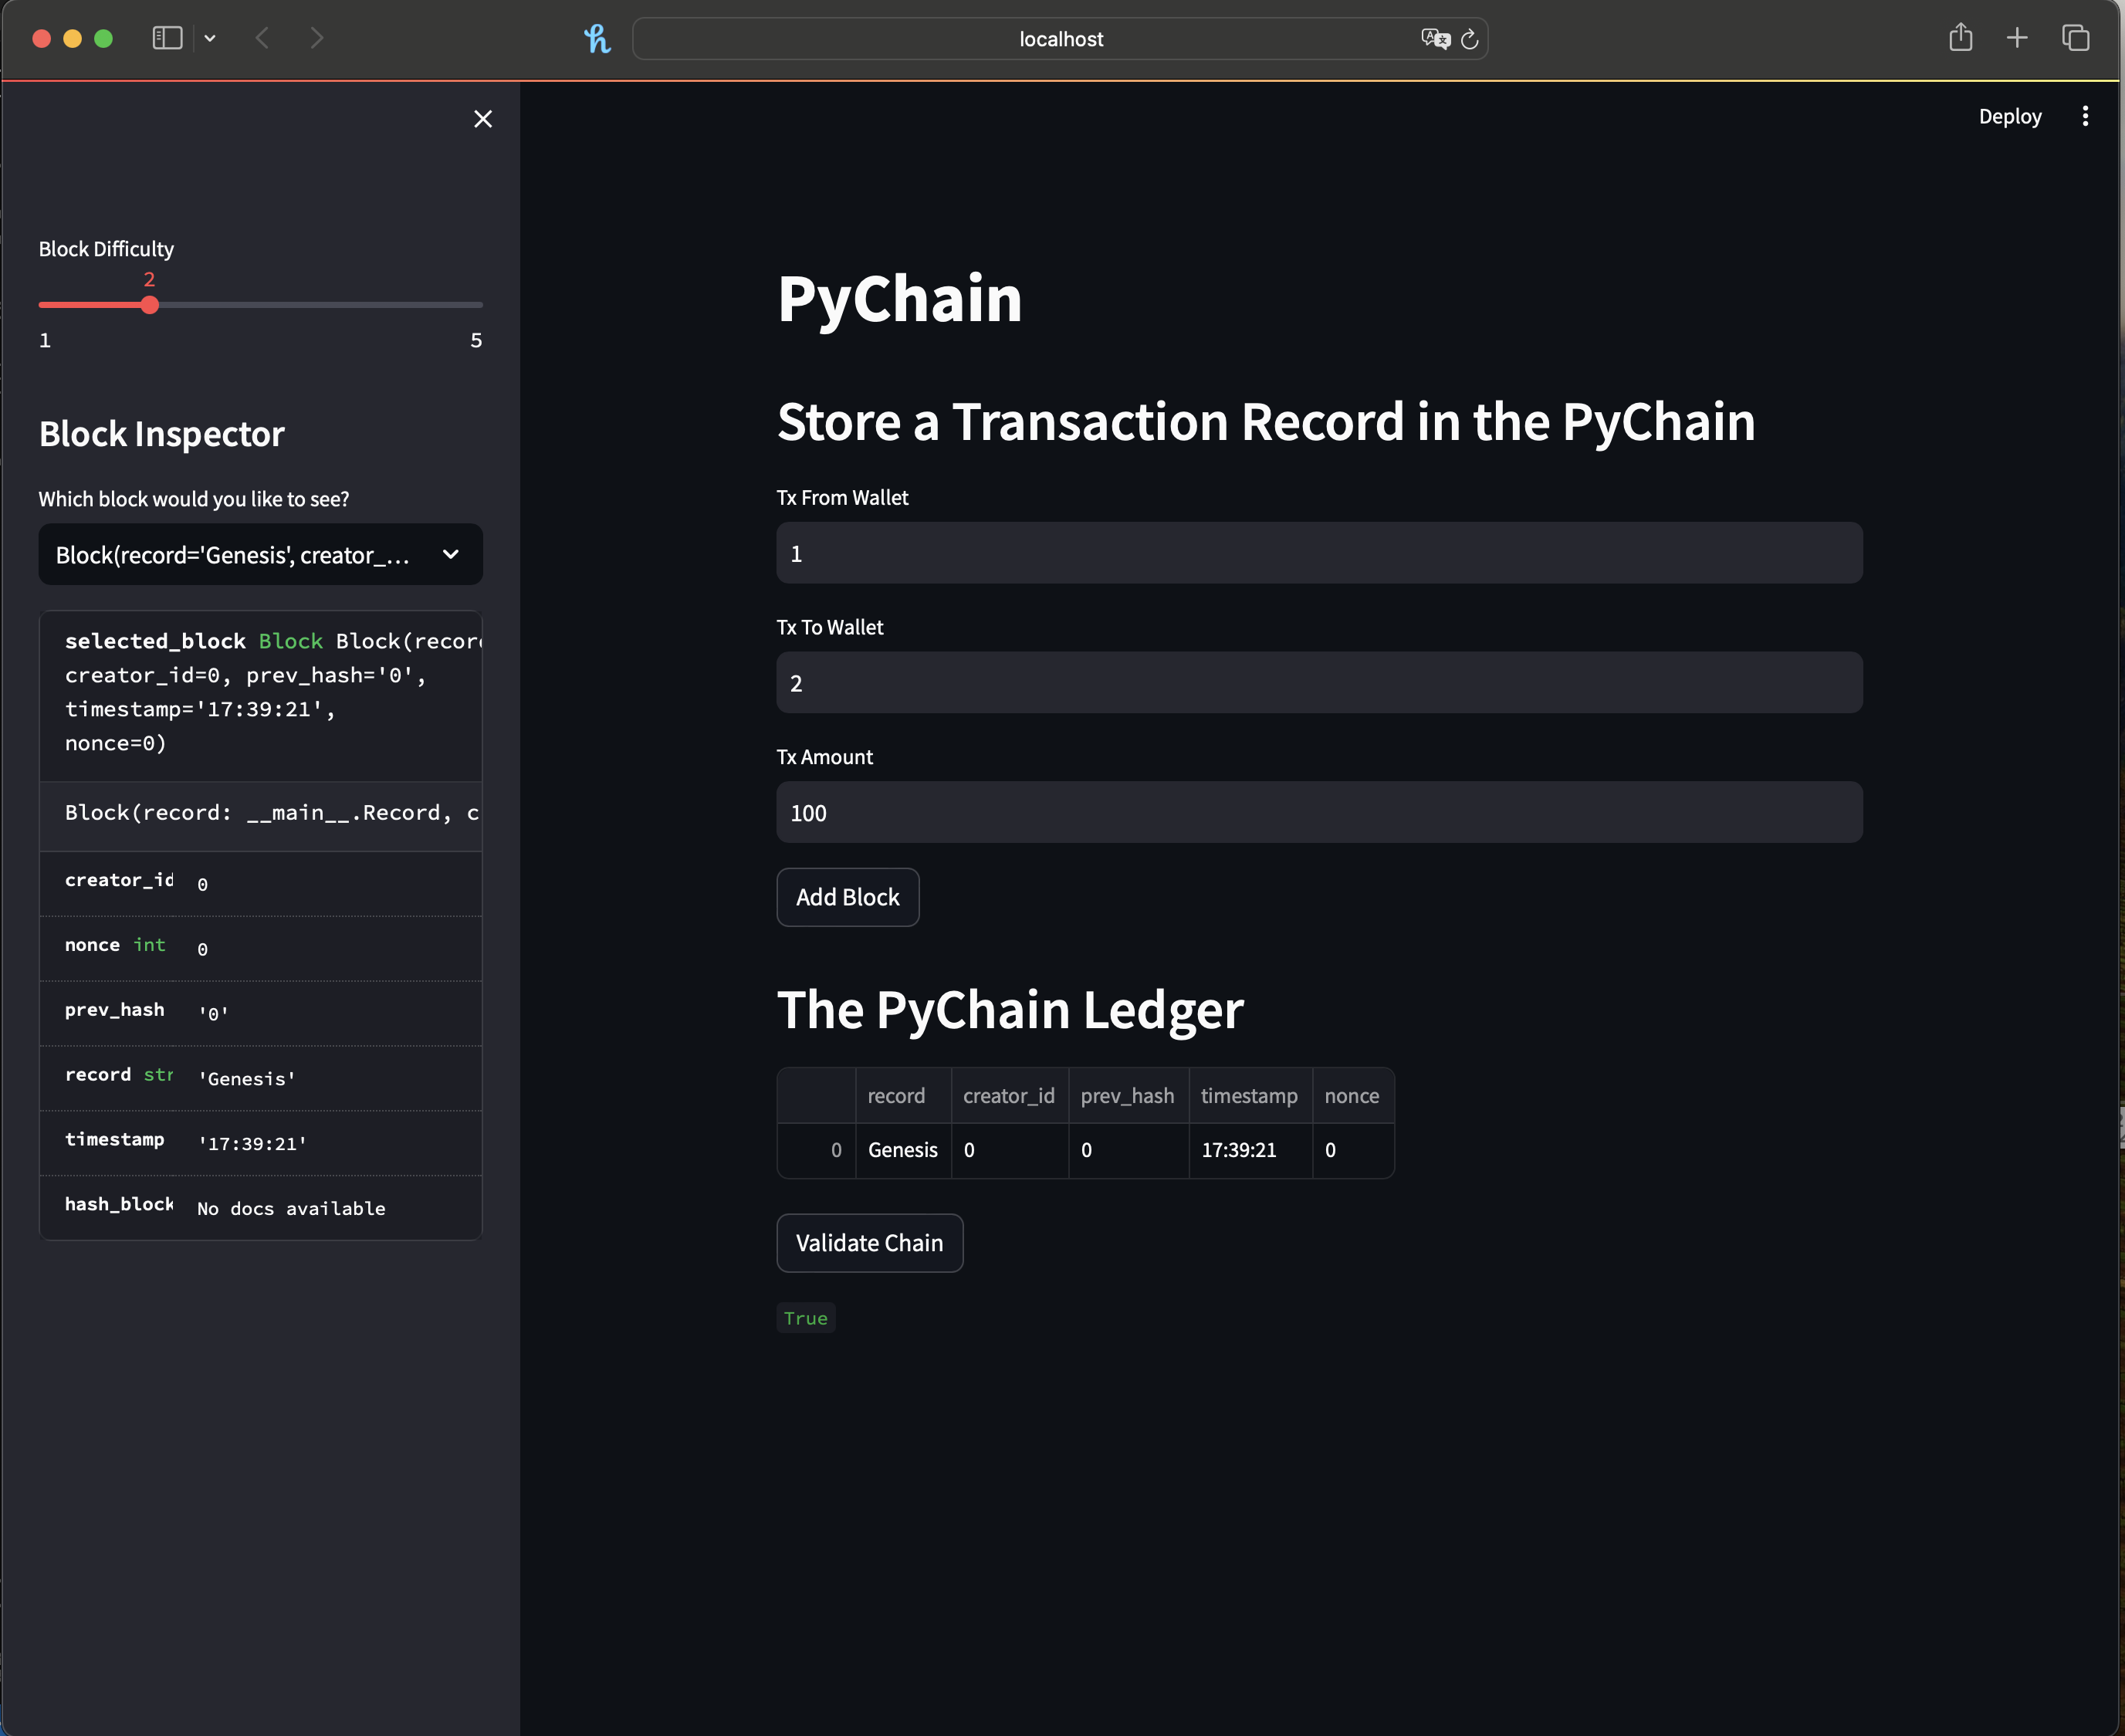 localhost
Deploy
Block Difficulty
2
1
5
Block Inspector
Which block would you like to see?
Block(record='Genesis', creator_...
selected_block Block Block(record
creator_id=0, prev_hash='0',
timestamp='17:39:21',
nonce=0)
Block(record: __main__.Record, c
creator_id 0
nonce int 0
prev_hash '0'
record str 'Genesis'
timestamp '17:39:21'
hash_block No docs available
PyChain
Store a Transaction Record in the PyChain
Tx From Wallet
1
Tx To Wallet
2
Tx Amount
100
Add Block
The PyChain Ledger
record creator_id prev_hash timestamp nonce
0 Genesis 0 0 17:39:21 0
Validate Chain
True